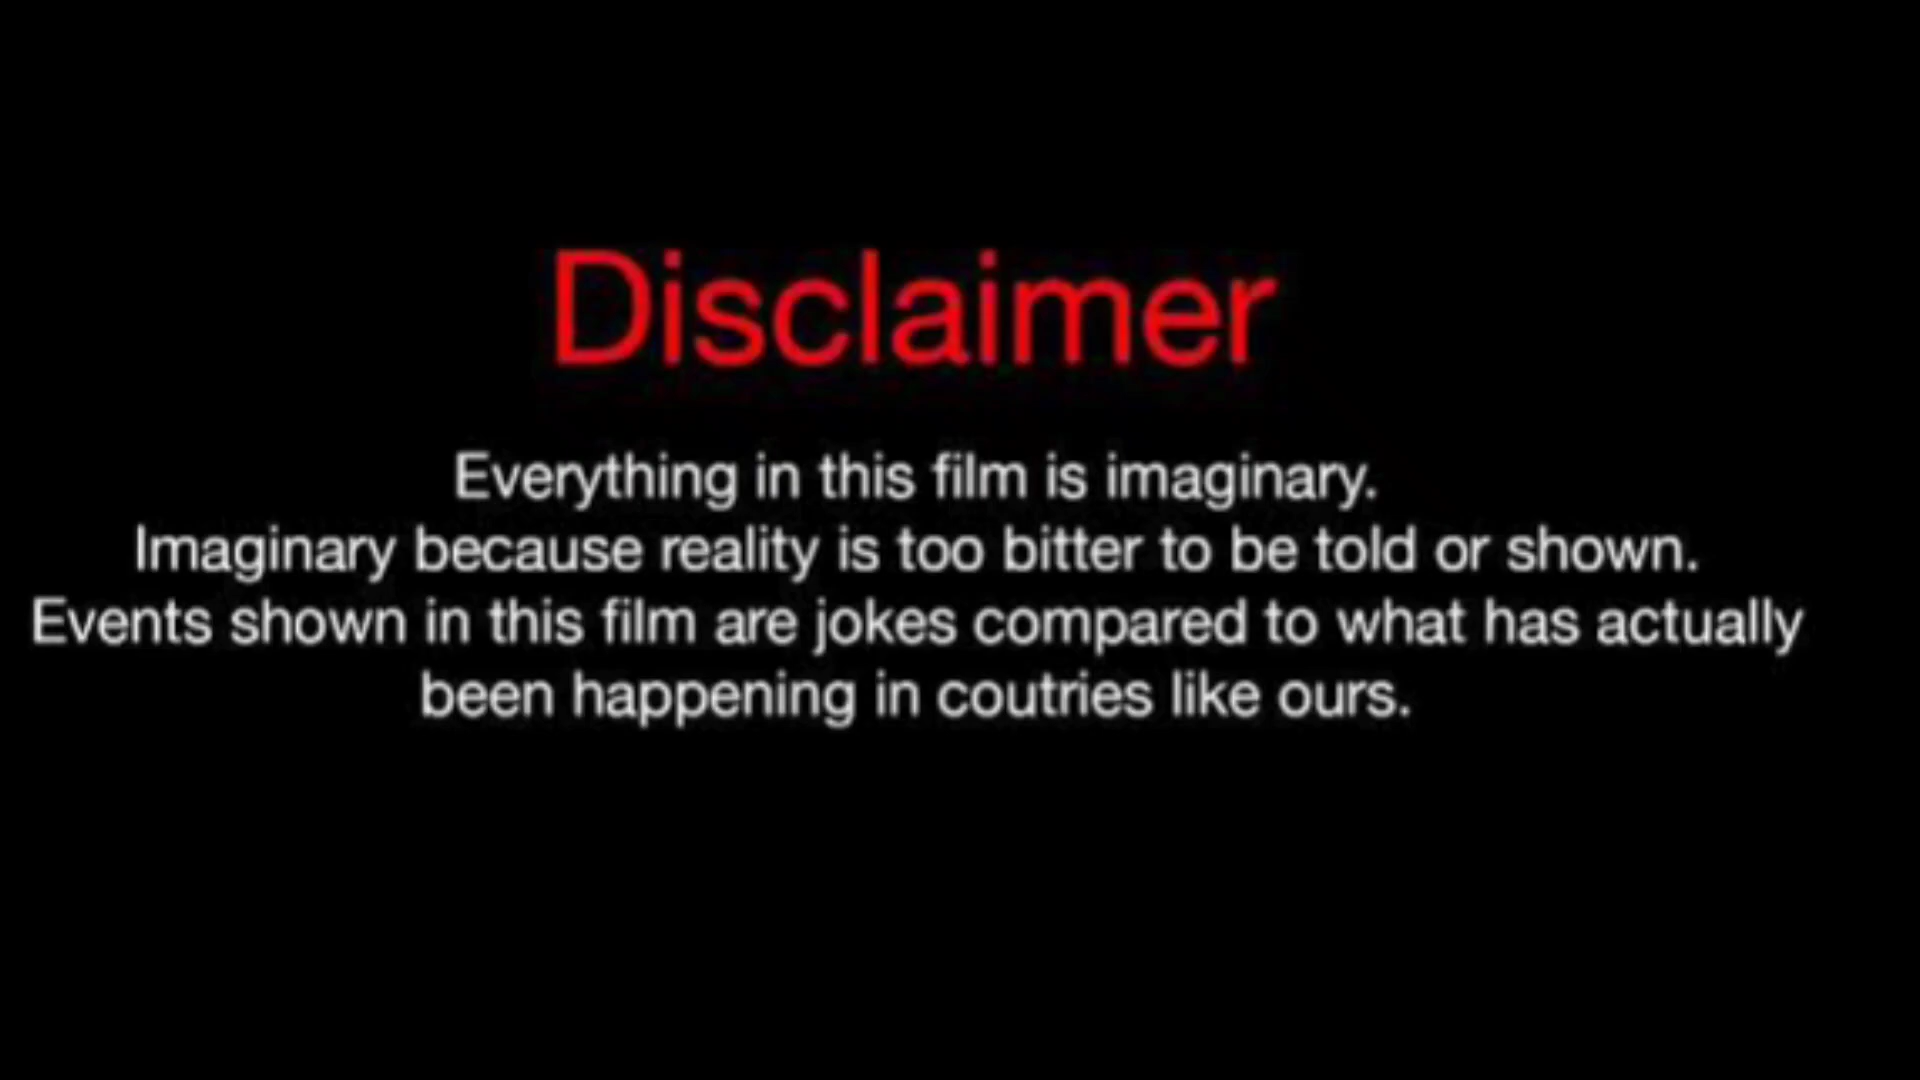 Disclaimer
Everything in this film is imaginary.
Imaginary because reality is too bitter to be told or shown.
Events shown in this film are jokes compared to what has actually
been happening in coutries like ours.